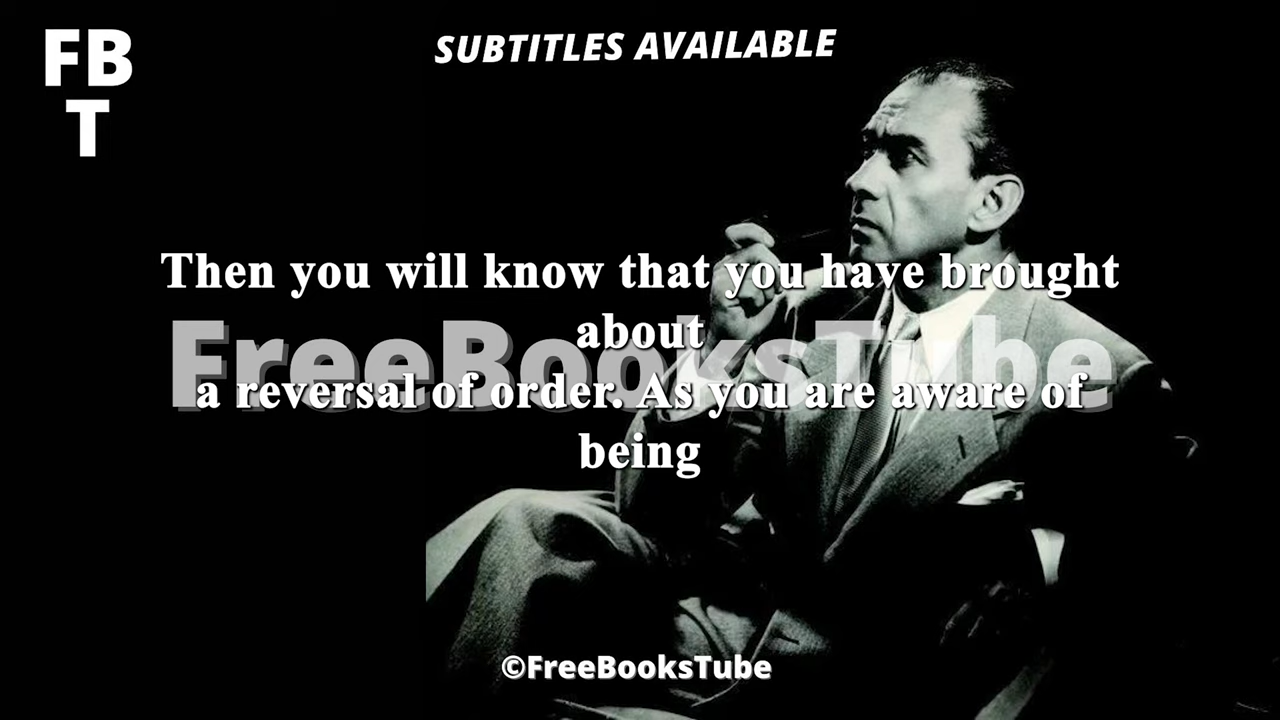 FB
T
SUBTITLES AVAILABLE
Then you will know that you have brought
about
FreeBooksTube
a reversal of order. As you are aware of
being
©FreeBooksTube